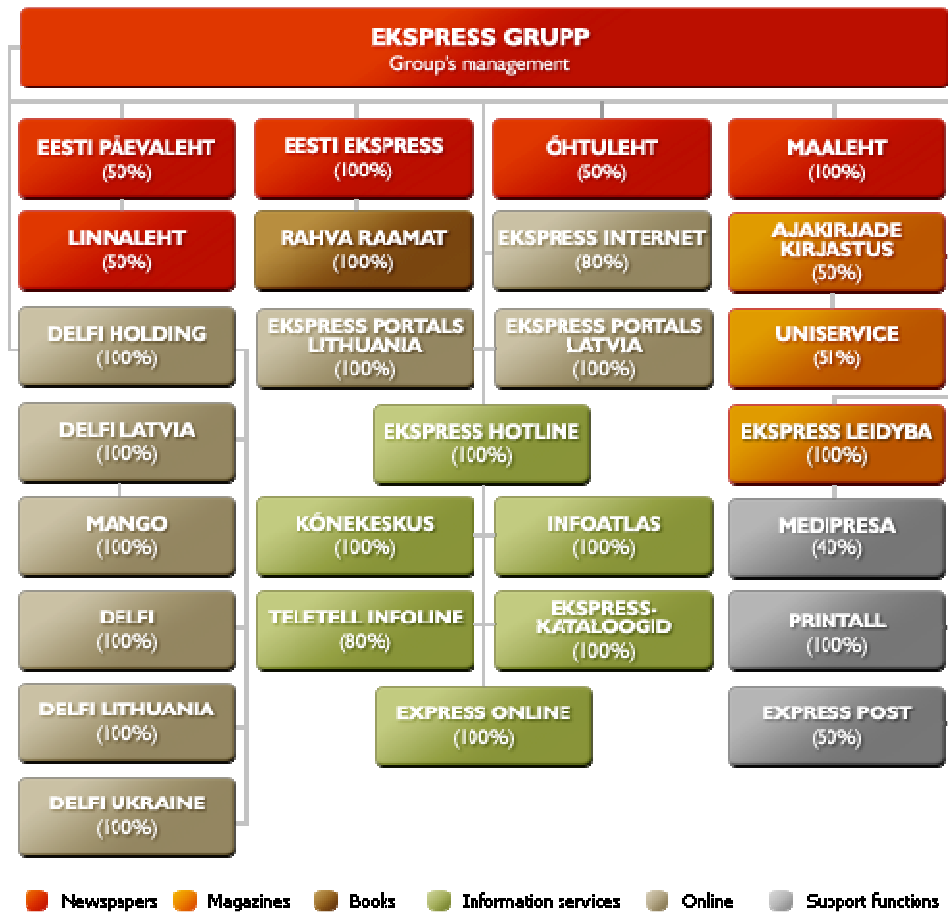 EKSPRESS GRUPP
Group's management
EESTI PÄEVALEHT
(50%)
EESTI EKSPRESS
(100%)
ÕHTULEHT
(50%)
MAALEHT
(100%)
LINNALEHT
(50%)
RAHVA RAAMAT
(100%)
EKSPRESS INTERNET
(80%)
AJAKIRJADE
KIRJASTUS
(50%)
DELFI HOLDING
(100%)
EKSPRESS PORTALS
LITHUANIA
(100%)
EKSPRESS PORTALS
LATVIA
(100%)
UNISERVICE
(51%)
DELFI LATVIA
(100%)
EKSPRESS HOTLINE
(100%)
EKSPRESS LEIDYBA
(100%)
MANGO
(100%)
KÕNEKESKUS
(100%)
INFOATLAS
(100%)
MEDIPRESA
(40%)
DELFI
(100%)
TELETELL INFOLINE
(80%)
EKSPRESS-
KATALOOGID
(100%)
PRINTALL
(100%)
DELFI LITHUANIA
(100%)
EXPRESS ONLINE
(100%)
EXPRESS POST
(50%)
DELFI UKRAINE
(100%)
Newspapers Magazines Books Information services Online Support functions